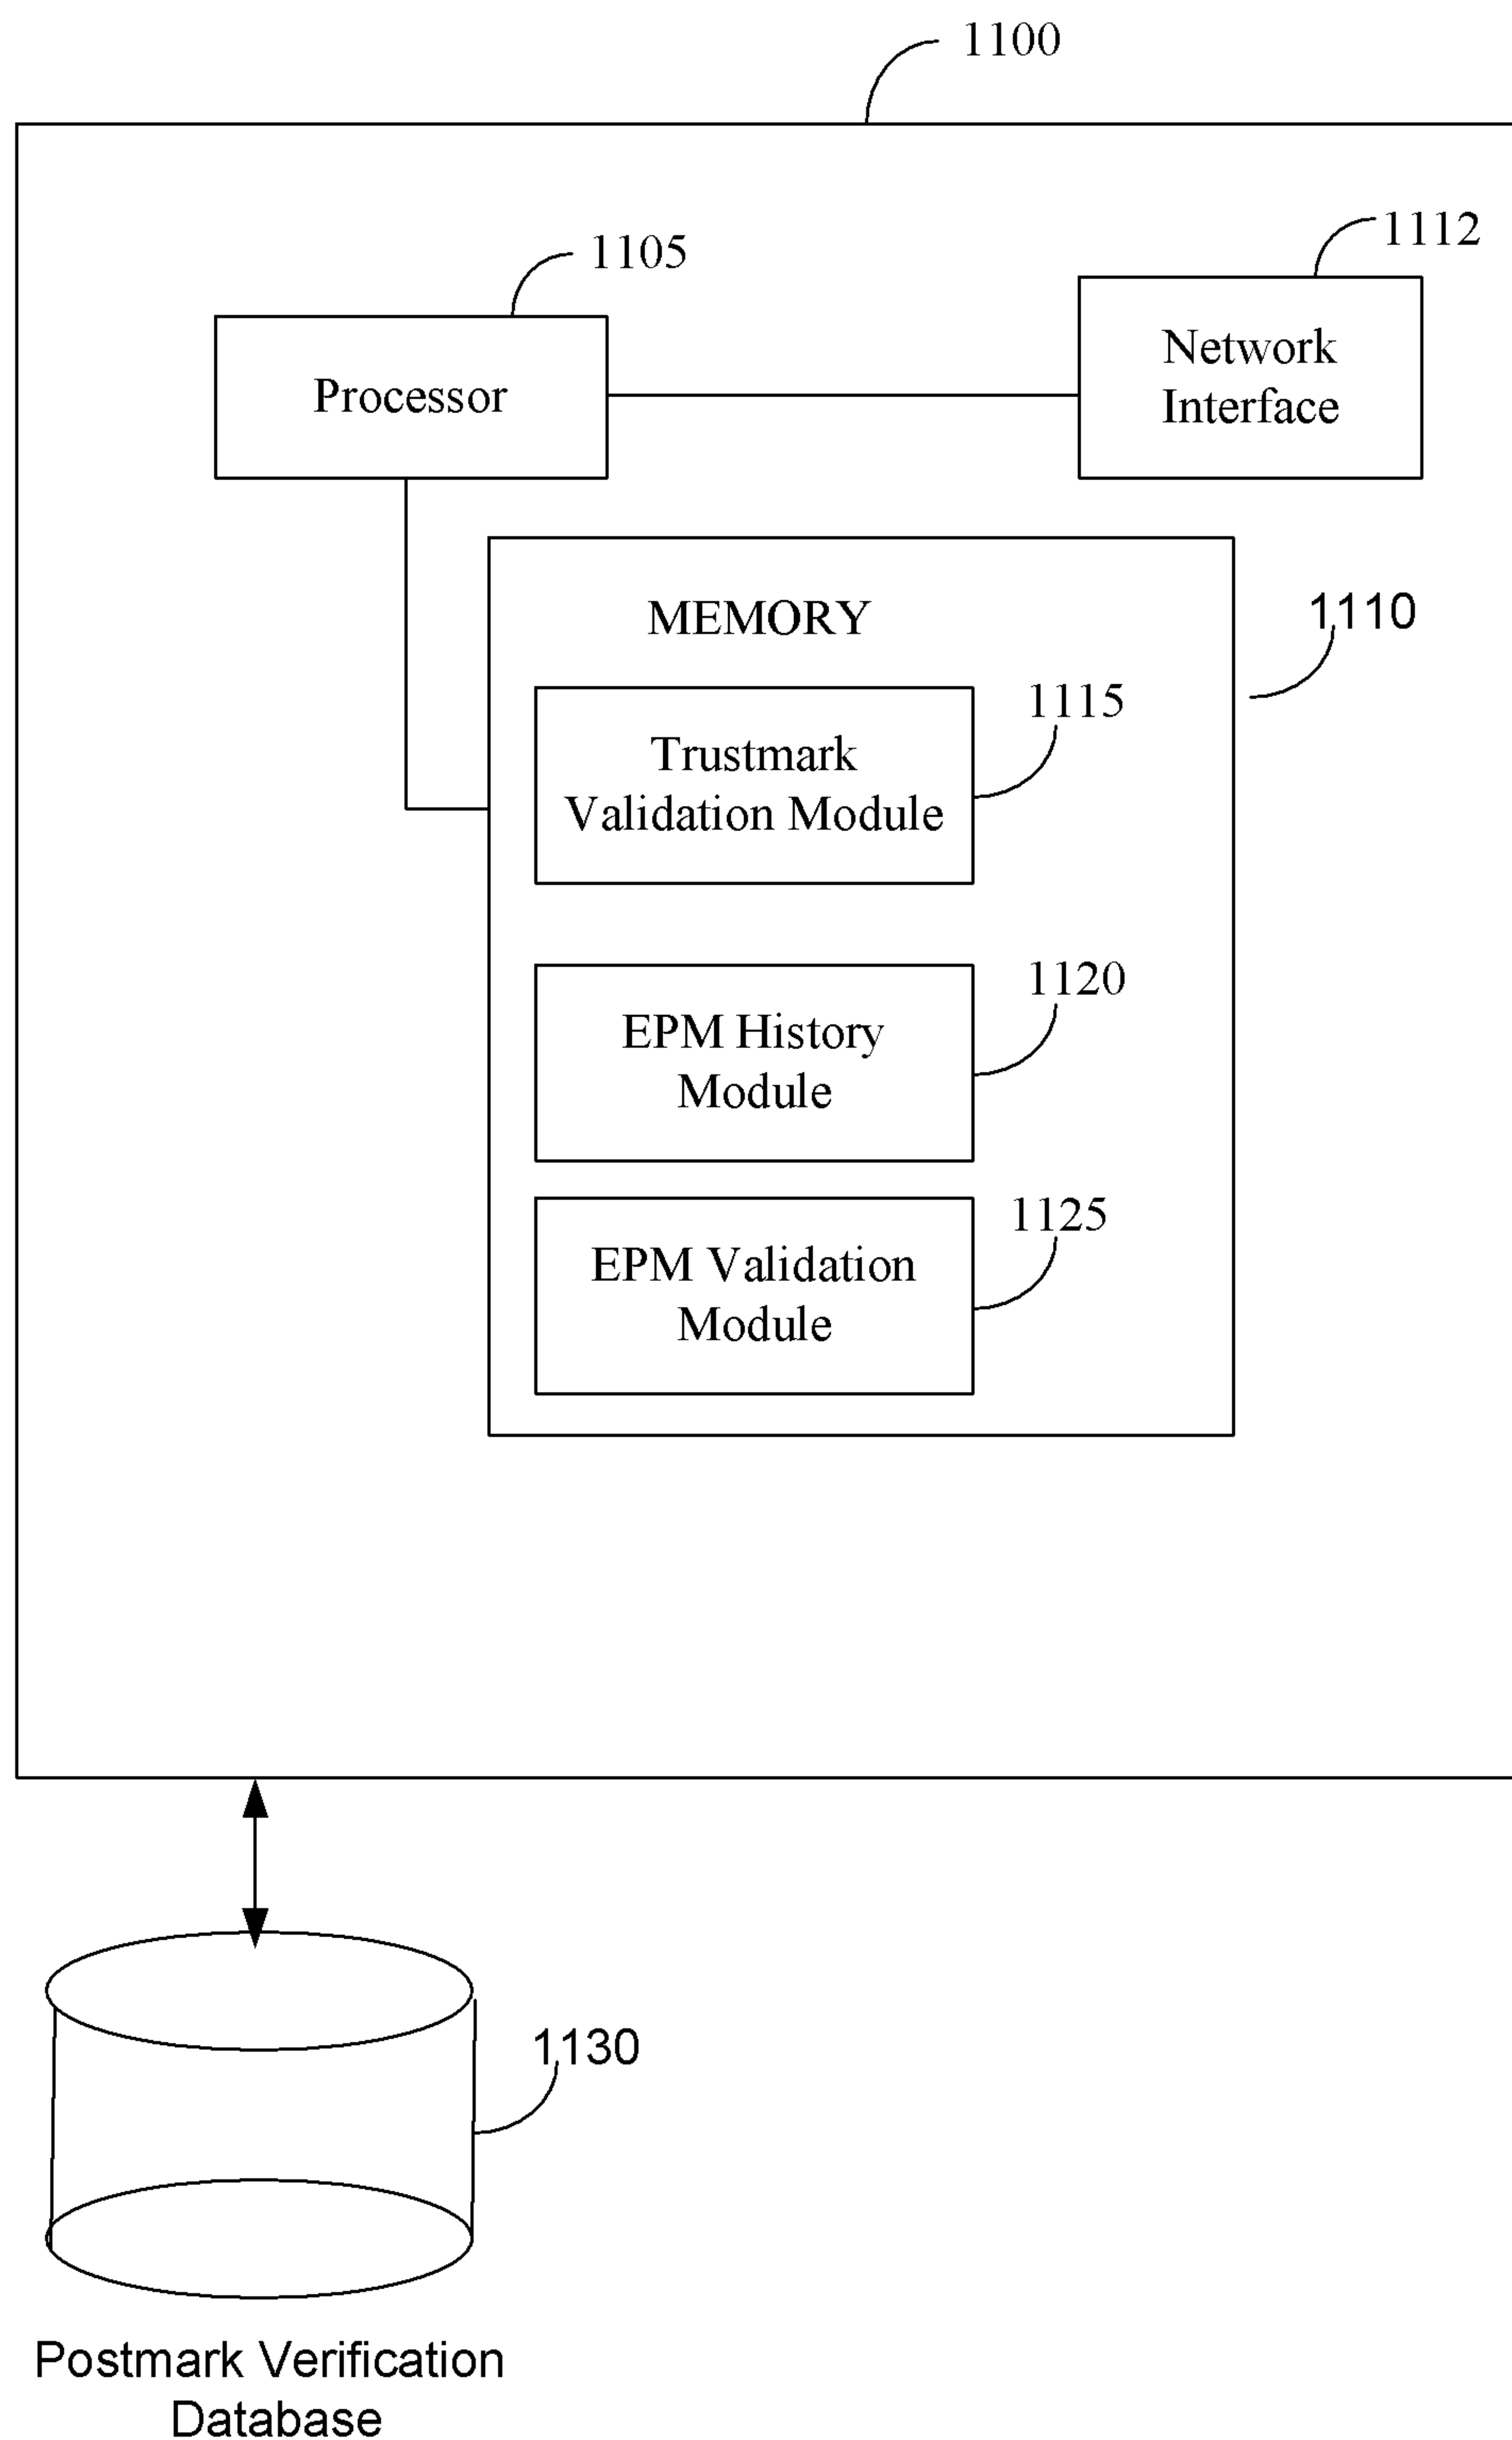 1100
1112
1105
Network
Interface
Processor
MEMORY
1110
1115
Trustmark
Validation Module
1120
EPM History
Module
1125
EPM Validation
Module
1130
Postmark Verification
Database